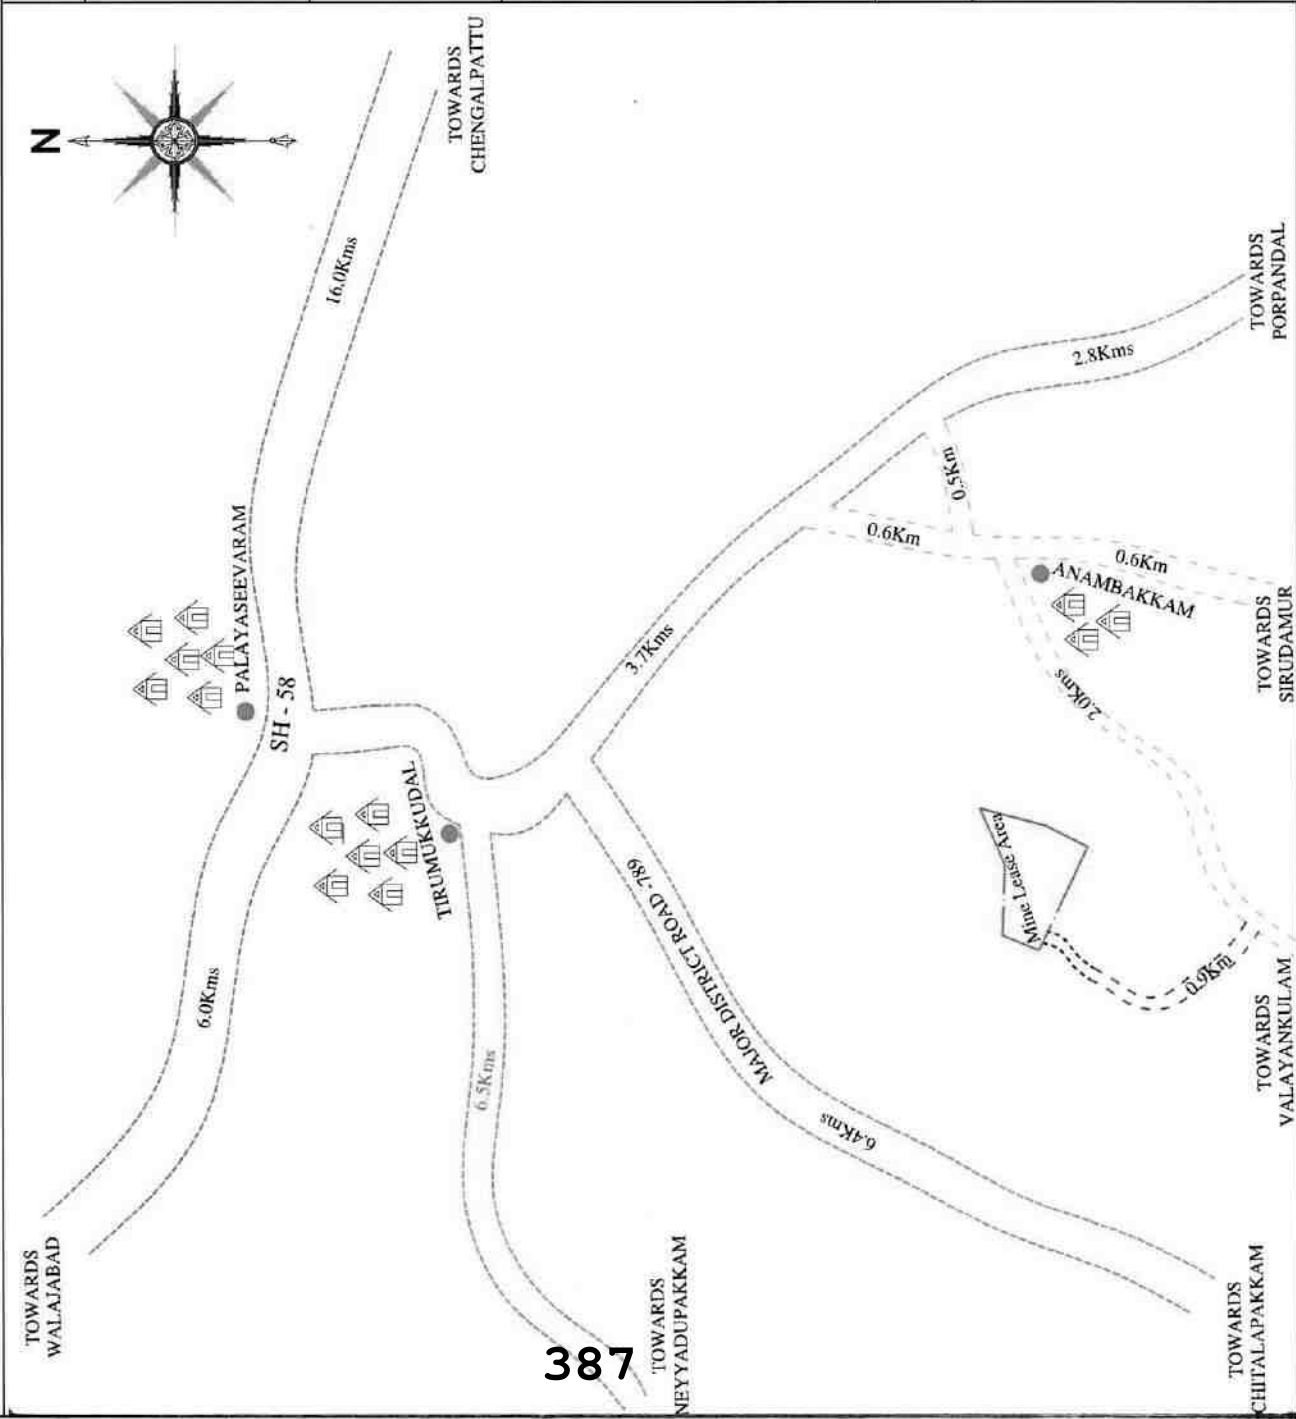 TOWARDS
WALAJABAD
6.0Kms
PALAYASEEVARAM
SH - 58
16.0Kms
N
TOWARDS
CHENGALPATTU
TIRUMUKKUDAL
6.5Kms
TOWARDS
NEYYADUPAKKAM
387
MAJOR DISTRICT ROAD -789
6.4Kms
TOWARDS
CHITALAPAKKAM
3.7Kms
0.6Km
0.5Km
2.8Kms
TOWARDS
PORPANDAL
ANAMBAKKAM
0.6Km
TOWARDS
SIRUDAMUR
2.0Kms
Mine Lease Area
0.9Km
TOWARDS
VALAYANKULAM